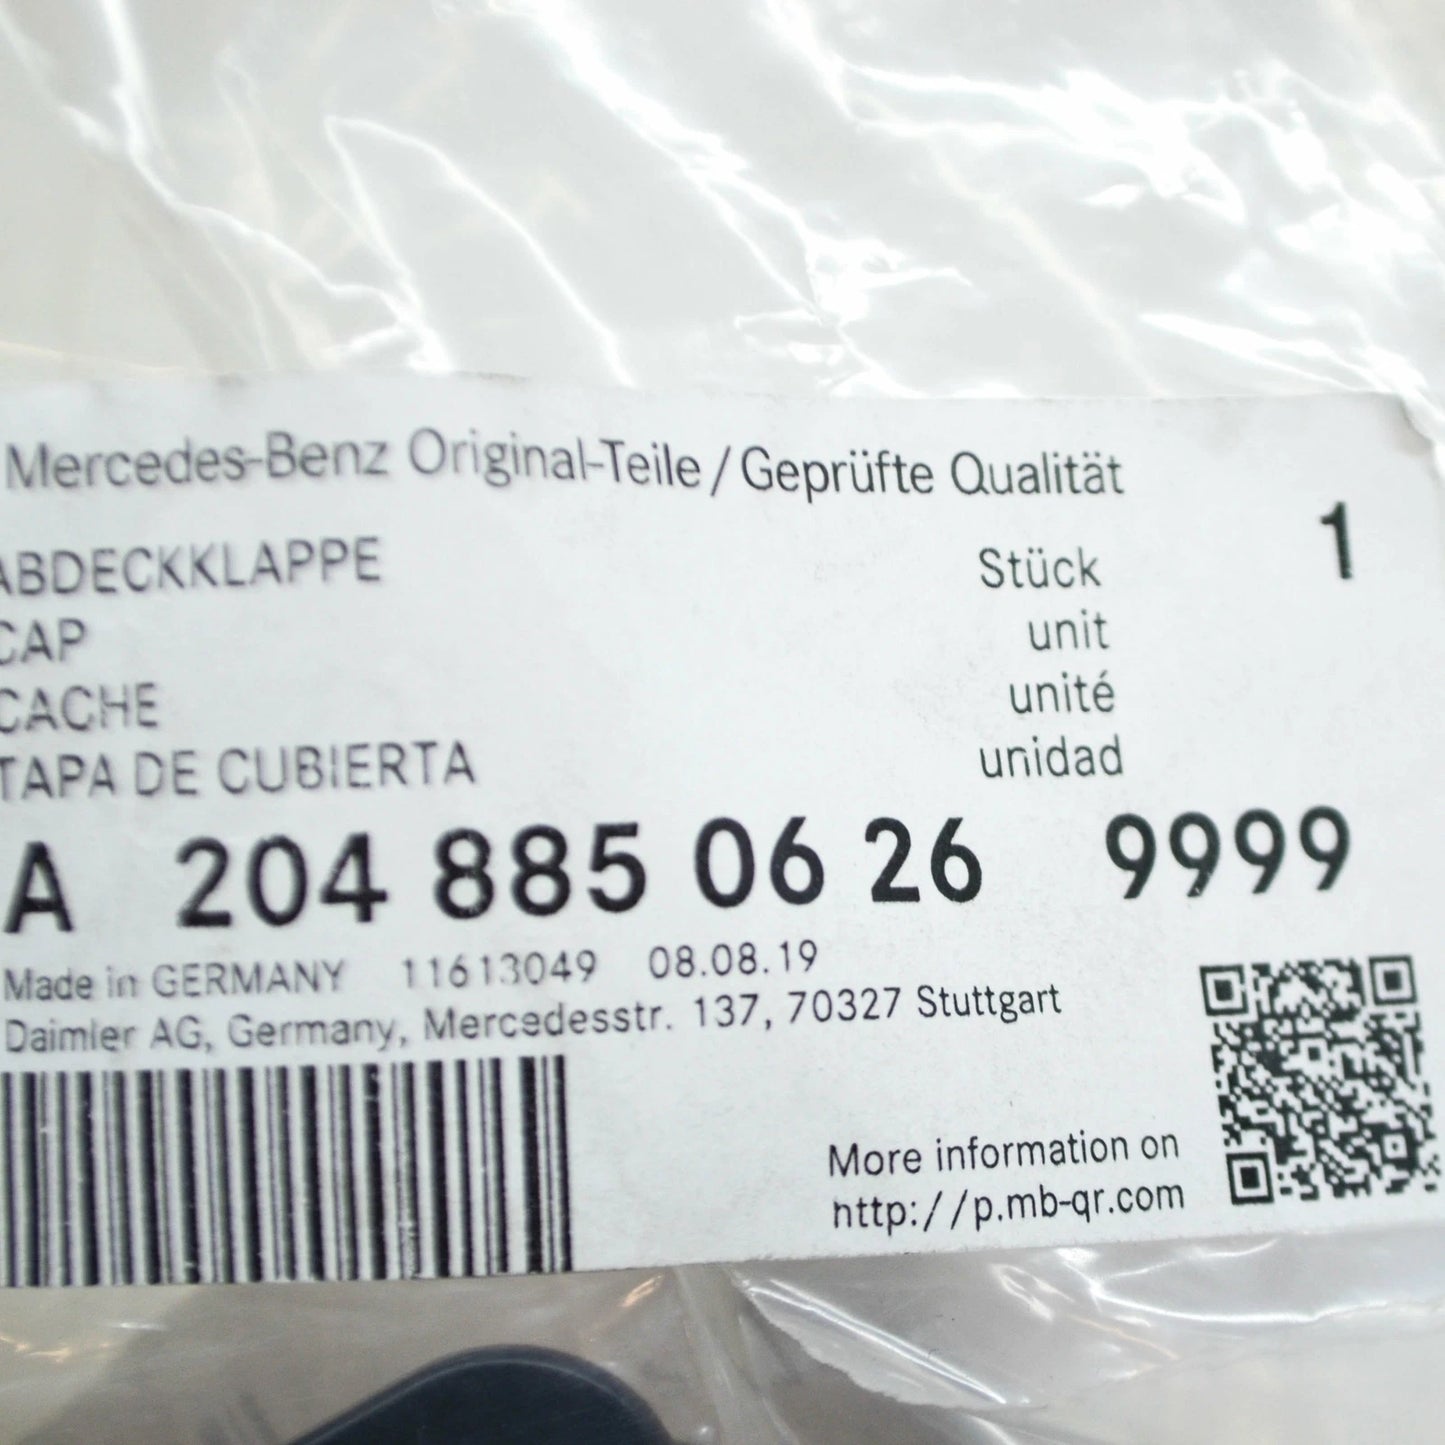 Mercedes-Benz Original-Teile / Geprüfte Qualität
ABDECKKLAPPE Stück 1
CAP unit
CACHE unité
TAPA DE CUBIERTA unidad
A 204 885 06 26 9999
Made in GERMANY 11613049 08.08.19
Daimler AG, Germany, Mercedesstr. 137, 70327 Stuttgart
More information on
http://p.mb-qr.com